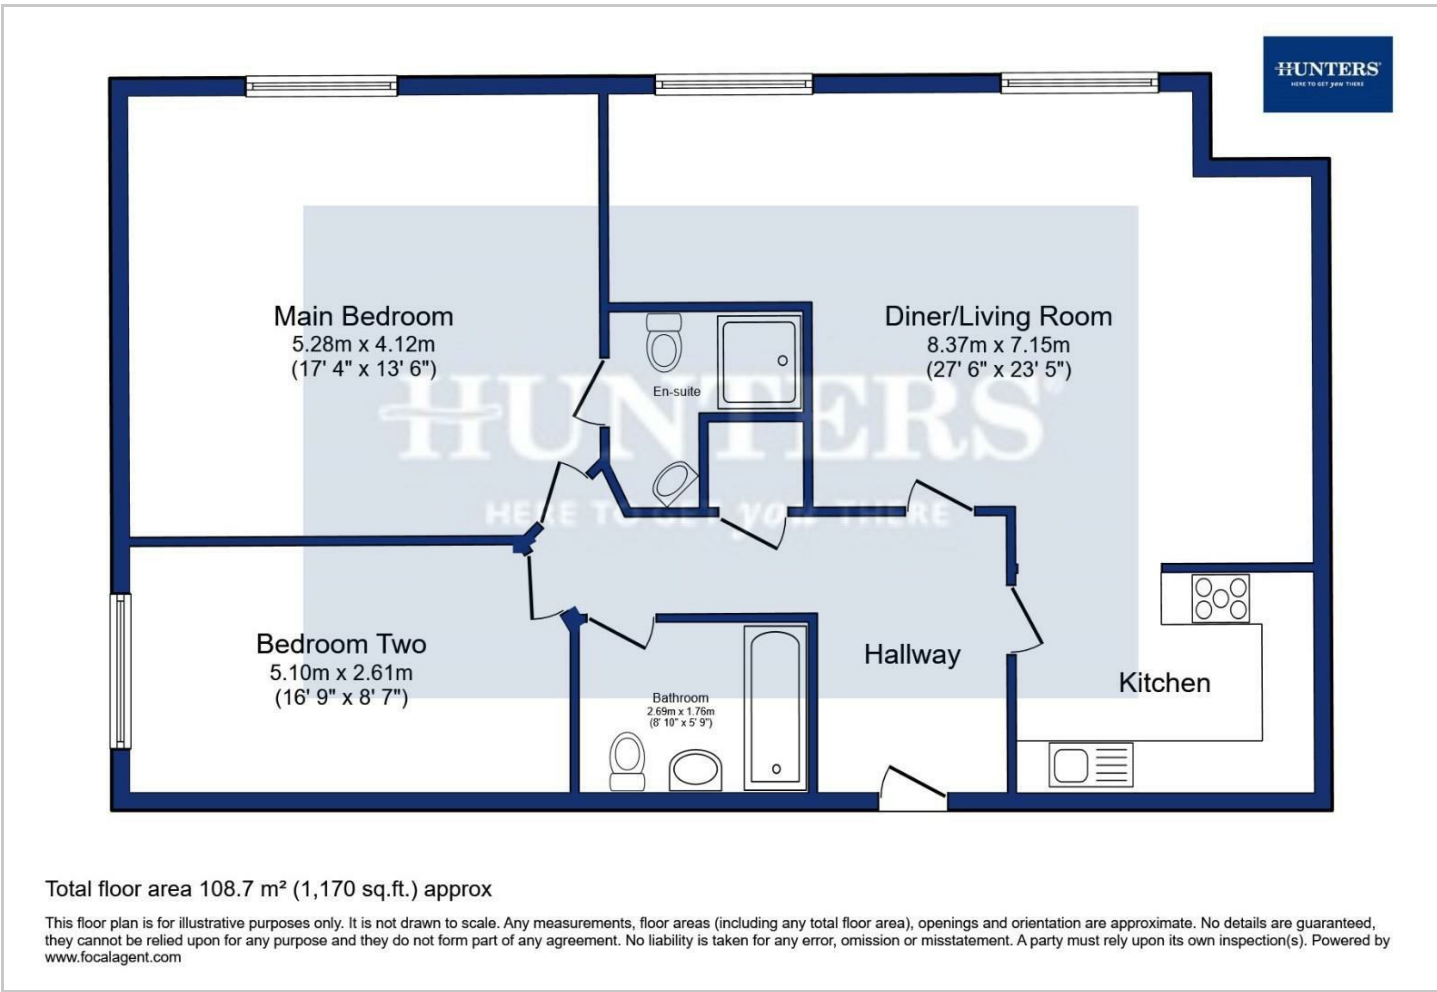 HUNTERS®
HERE TO GET you THERE
Main Bedroom
5.28m x 4.12m
(17' 4" x 13' 6")
Diner/Living Room
8.37m x 7.15m
(27' 6" x 23' 5")
En-suite
HUNTERS®
HERE TO GET you THERE
Bedroom Two
5.10m x 2.61m
(16' 9" x 8' 7")
Hallway
Kitchen
Bathroom
2.69m x 1.76m
(8' 10" x 5' 9")
Total floor area 108.7 m² (1,170 sq.ft.) approx
This floor plan is for illustrative purposes only. It is not drawn to scale. Any measurements, floor areas (including any total floor area), openings and orientation are approximate. No details are guaranteed,
they cannot be relied upon for any purpose and they do not form part of any agreement. No liability is taken for any error, omission or misstatement. A party must rely upon its own inspection(s). Powered by
www.focalagent.com